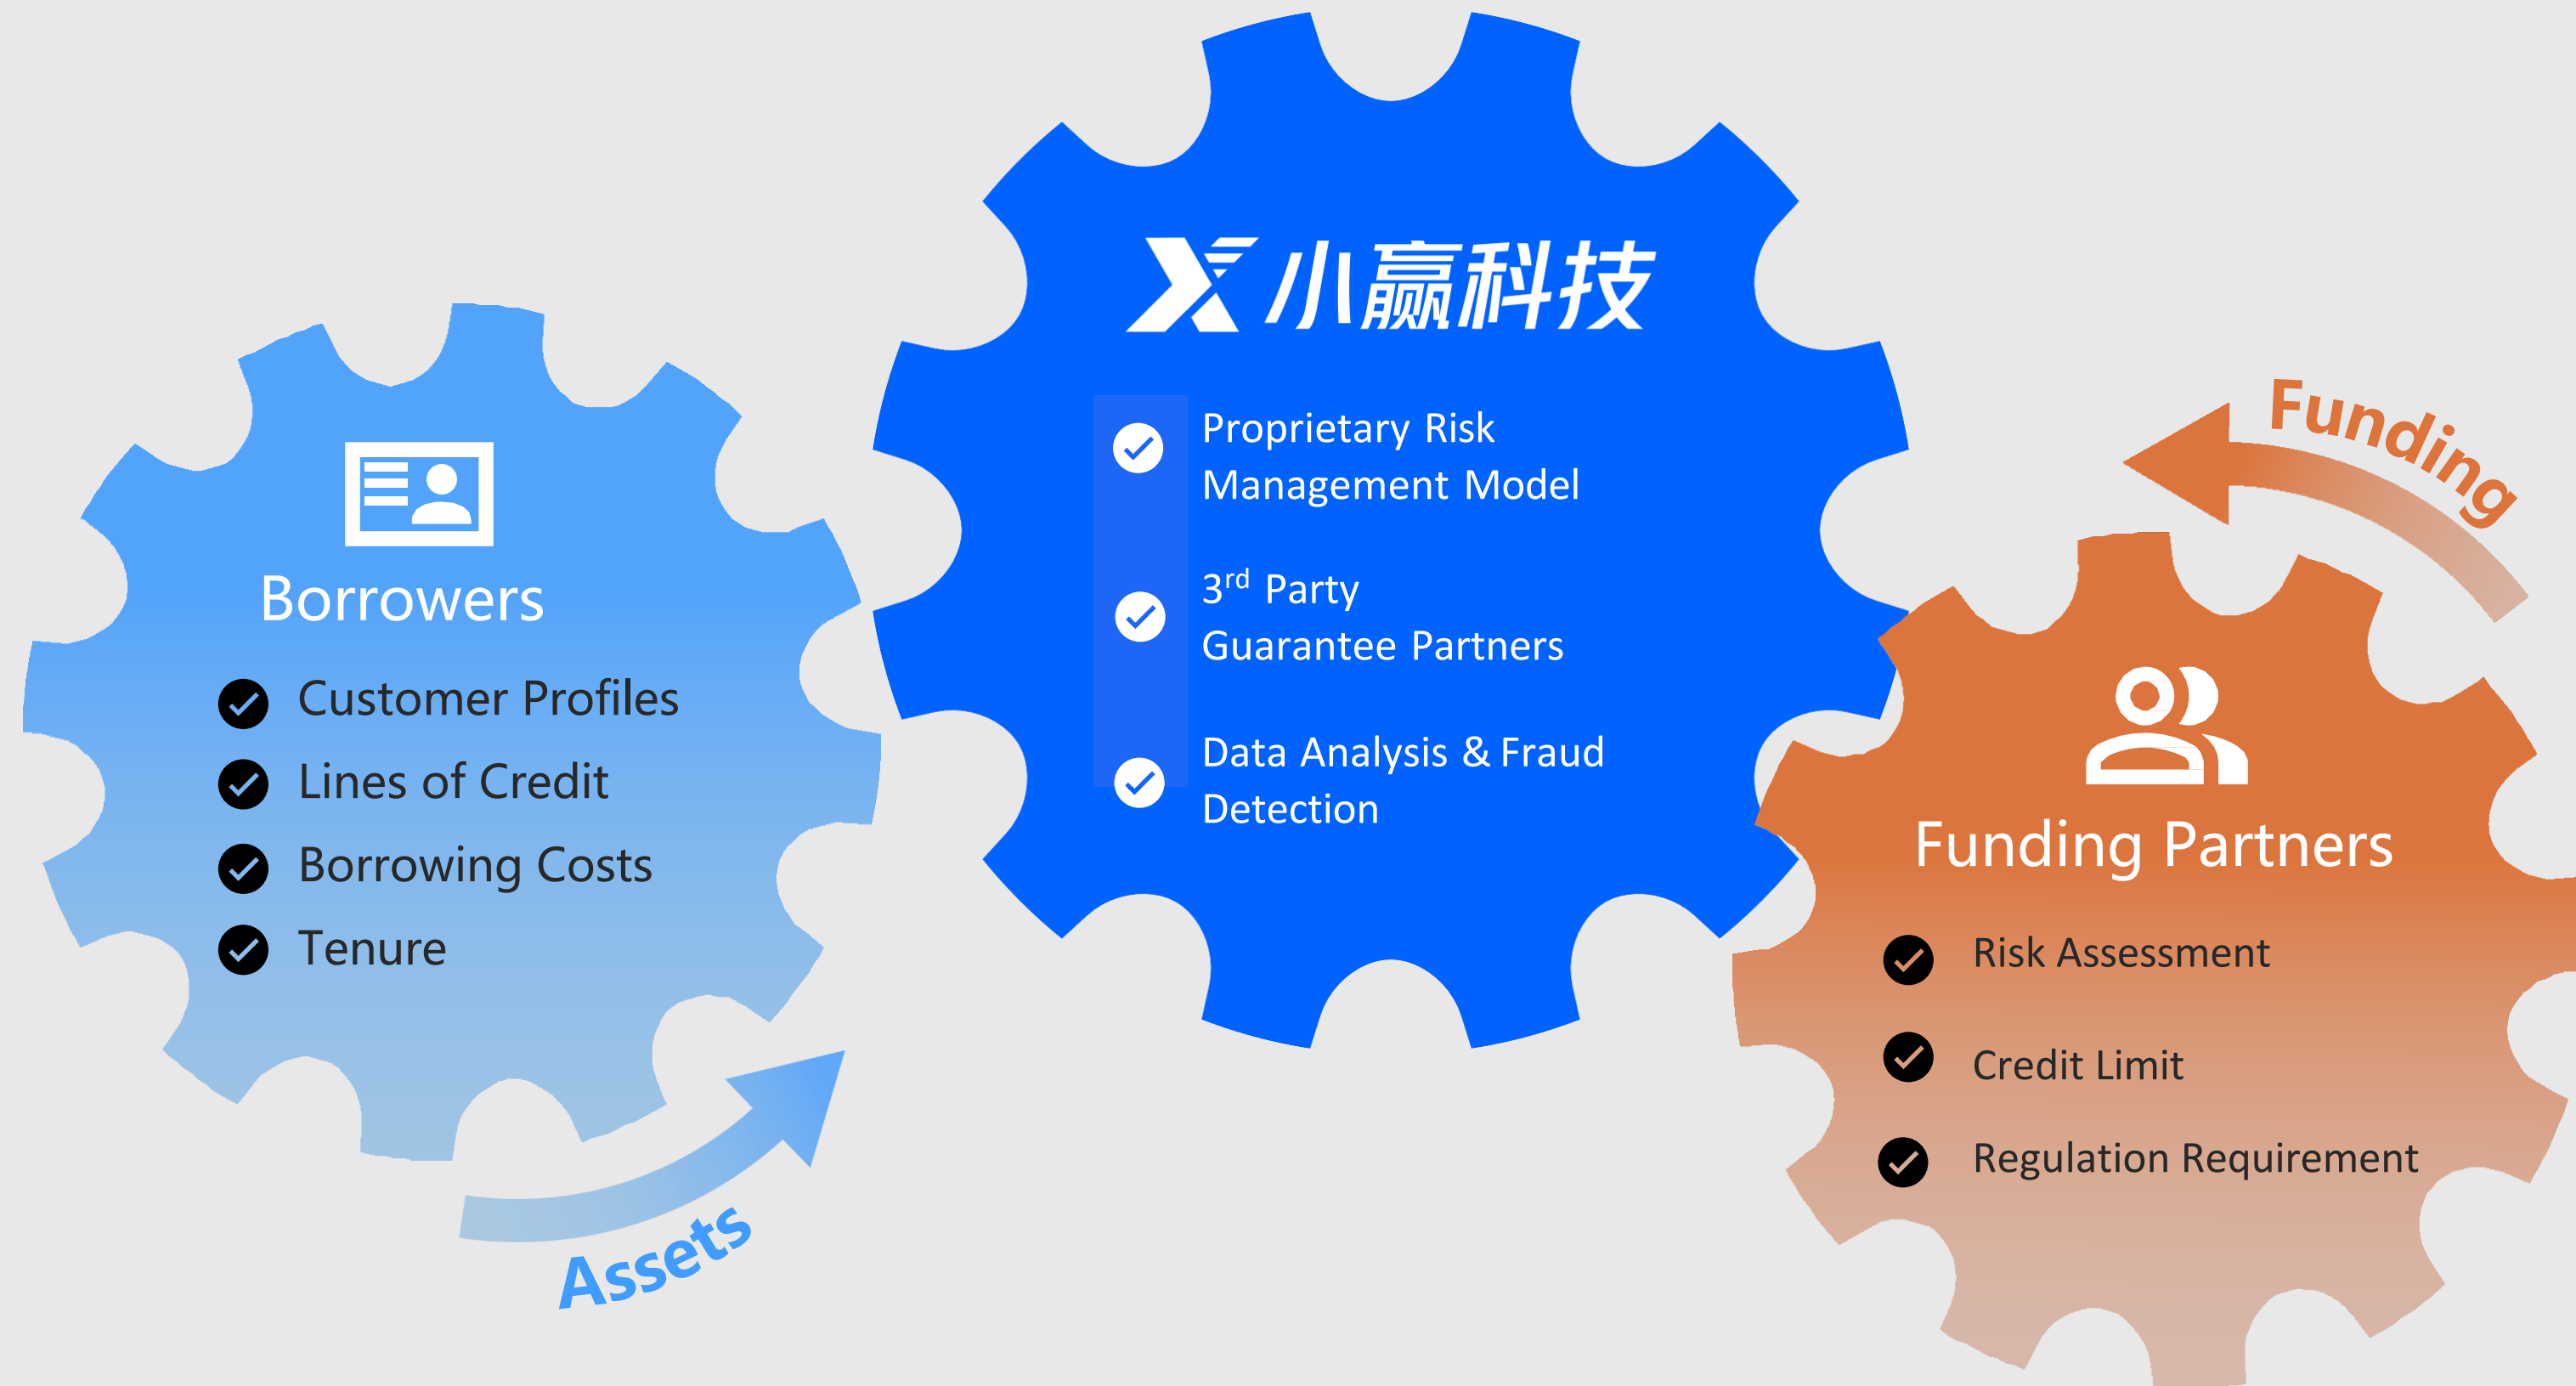 Borrowers
Customer Profiles
Lines of Credit
Borrowing Costs
Tenure
Assets
X 小赢科技
Proprietary Risk
Management Model
3rd Party
Guarantee Partners
Data Analysis & Fraud
Detection
Funding
Funding Partners
Risk Assessment
Credit Limit
Regulation Requirement